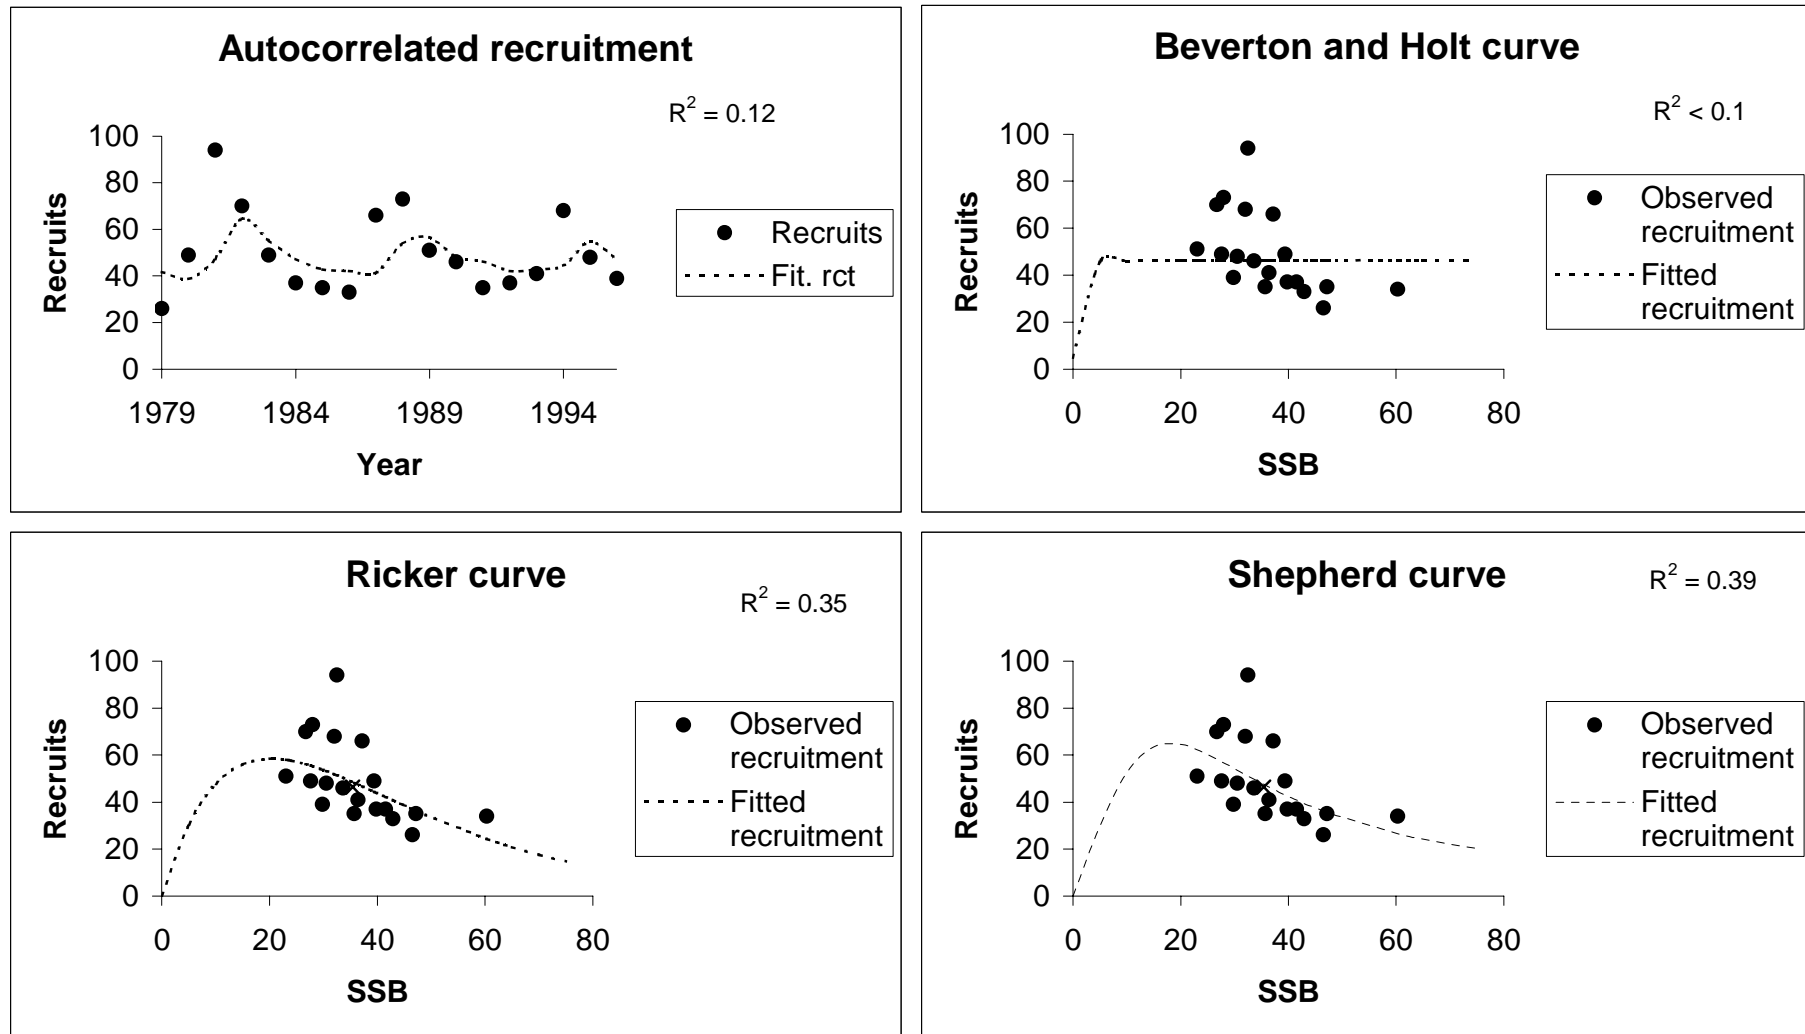 Autocorrelated recruitment
R² = 0.12
100
80
60
40
20
0
Recruits
1979 1984 1989 1994
Year
Recruits
Fit. rct
Beverton and Holt curve
R² < 0.1
100
80
60
40
20
0
Recruits
0 20 40 60 80
SSB
Observed
recruitment
Fitted
recruitment
Ricker curve
R² = 0.35
100
80
60
40
20
0
Recruits
0 20 40 60 80
SSB
Observed
recruitment
Fitted
recruitment
Shepherd curve
R² = 0.39
100
80
60
40
20
0
Recruits
0 20 40 60 80
SSB
Observed
recruitment
Fitted
recruitment